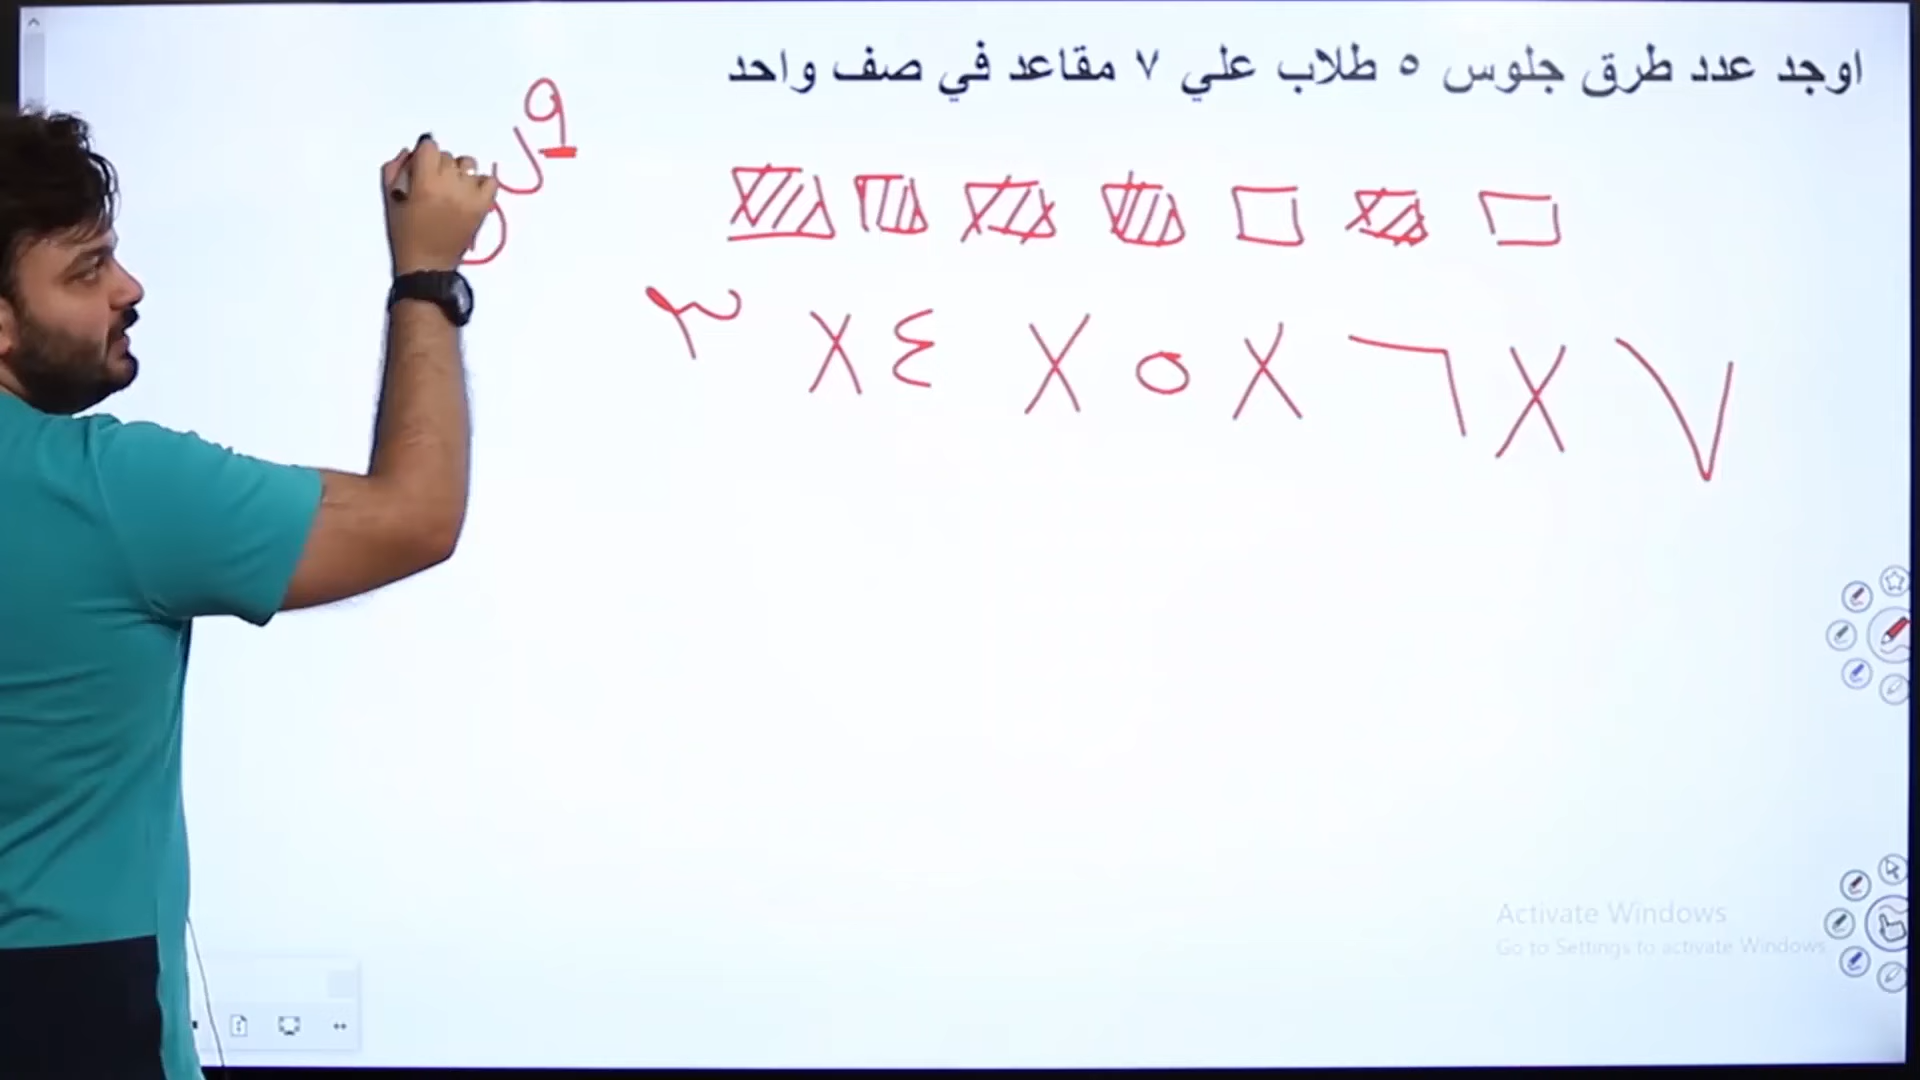 اوجد عدد طرق جلوس ٥ طلاب علي ٧ مقاعد في صف واحد
٧ × ٦ × ٥ × ٤ × ٣
Activate Windows
Go to Settings to activate Windows